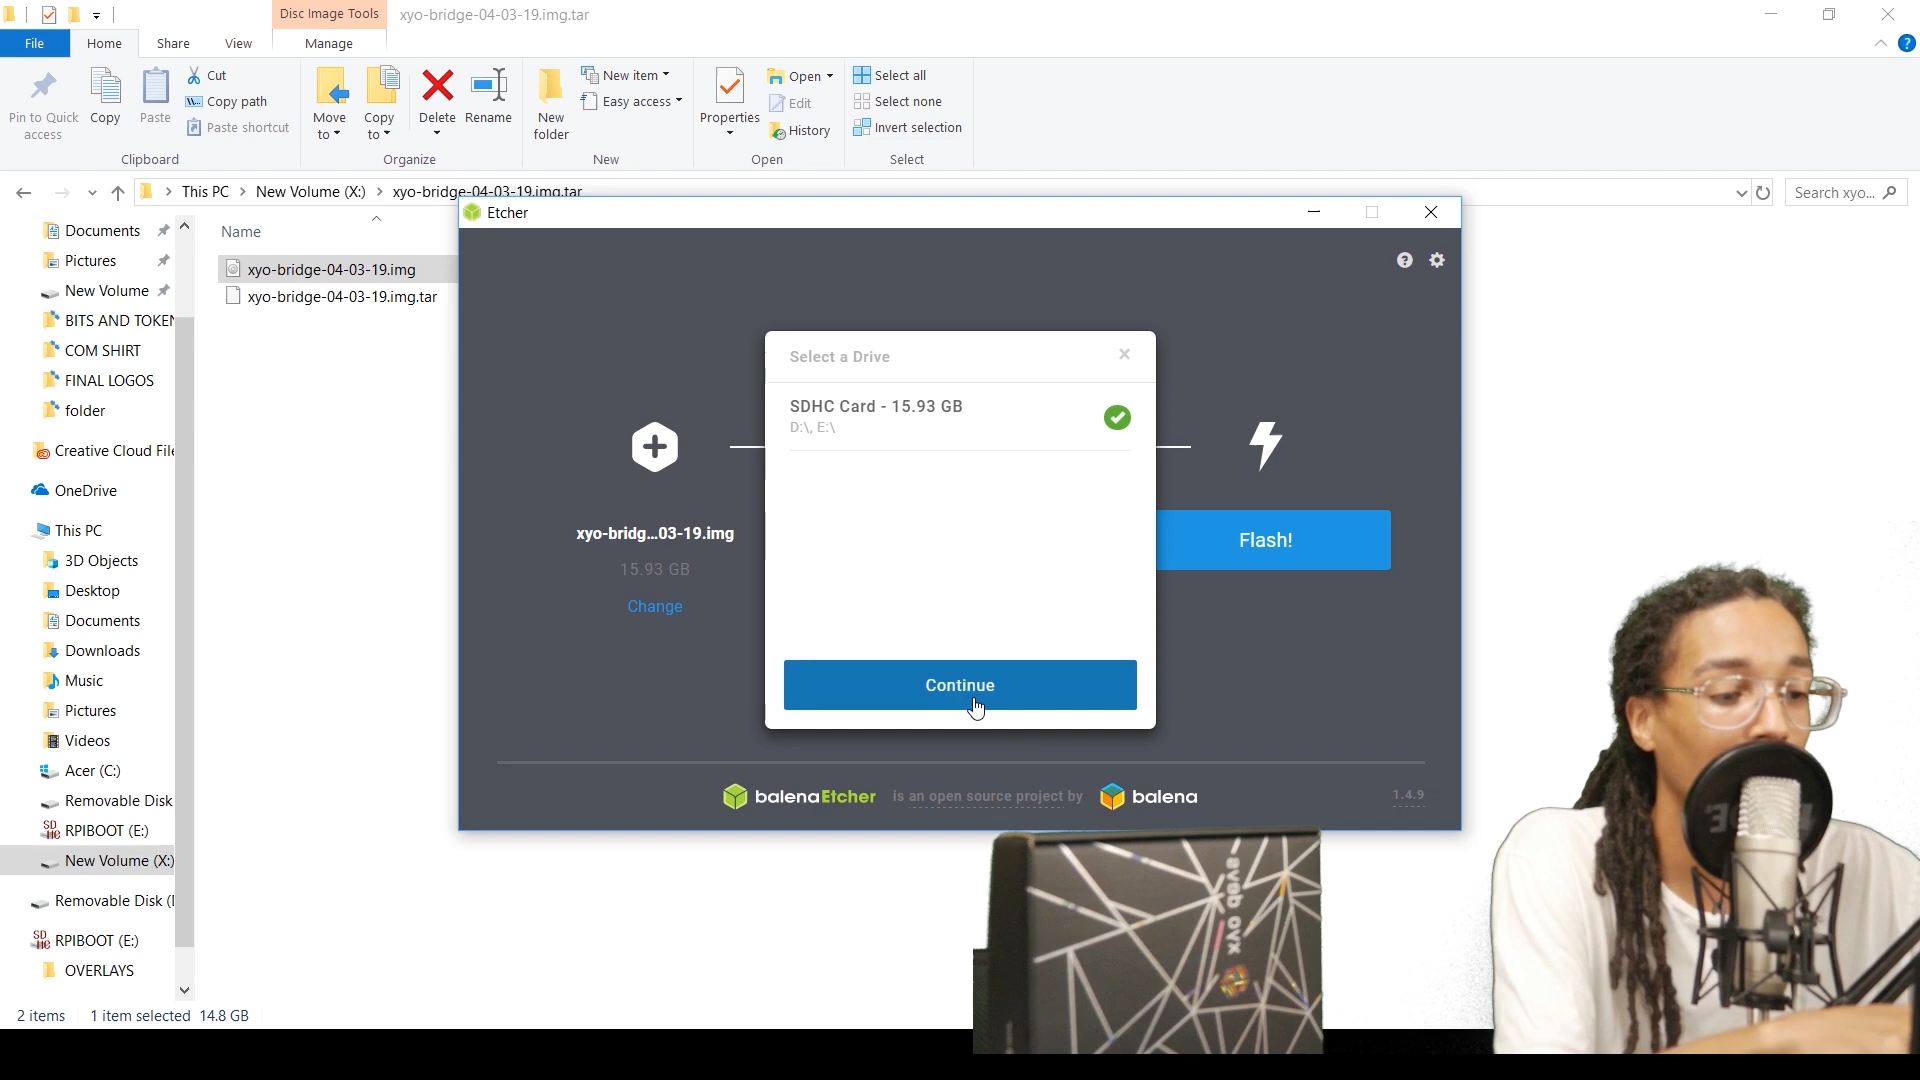 Disc Image Tools
xyo-bridge-04-03-19.img.tar
File
Home
Share
View
Manage
Pin to Quick access
Copy
Paste
Cut
Copy path
Paste shortcut
Clipboard
Move to
Copy to
Delete
Rename
Organize
New folder
New item
Easy access
New
Properties
Open
Edit
History
Open
Select all
Select none
Invert selection
Select
This PC
New Volume (X:)
xyo-bridge-04-03-19.img.tar
Search xyo...
Documents
Pictures
New Volume
BITS AND TOKEN
COM SHIRT
FINAL LOGOS
folder
Creative Cloud File
OneDrive
This PC
3D Objects
Desktop
Documents
Downloads
Music
Pictures
Videos
Acer (C:)
Removable Disk
RPIBOOT (E:)
New Volume (X:)
Removable Disk (
RPIBOOT (E:)
OVERLAYS
Name
xyo-bridge-04-03-19.img
xyo-bridge-04-03-19.img.tar
2 items
1 item selected 14.8 GB
Etcher
xyo-bridg...03-19.img
15.93 GB
Change
Select a Drive
SDHC Card - 15.93 GB
D:\, E:\
Continue
Flash!
balenaEtcher is an open source project by balena
1.4.9